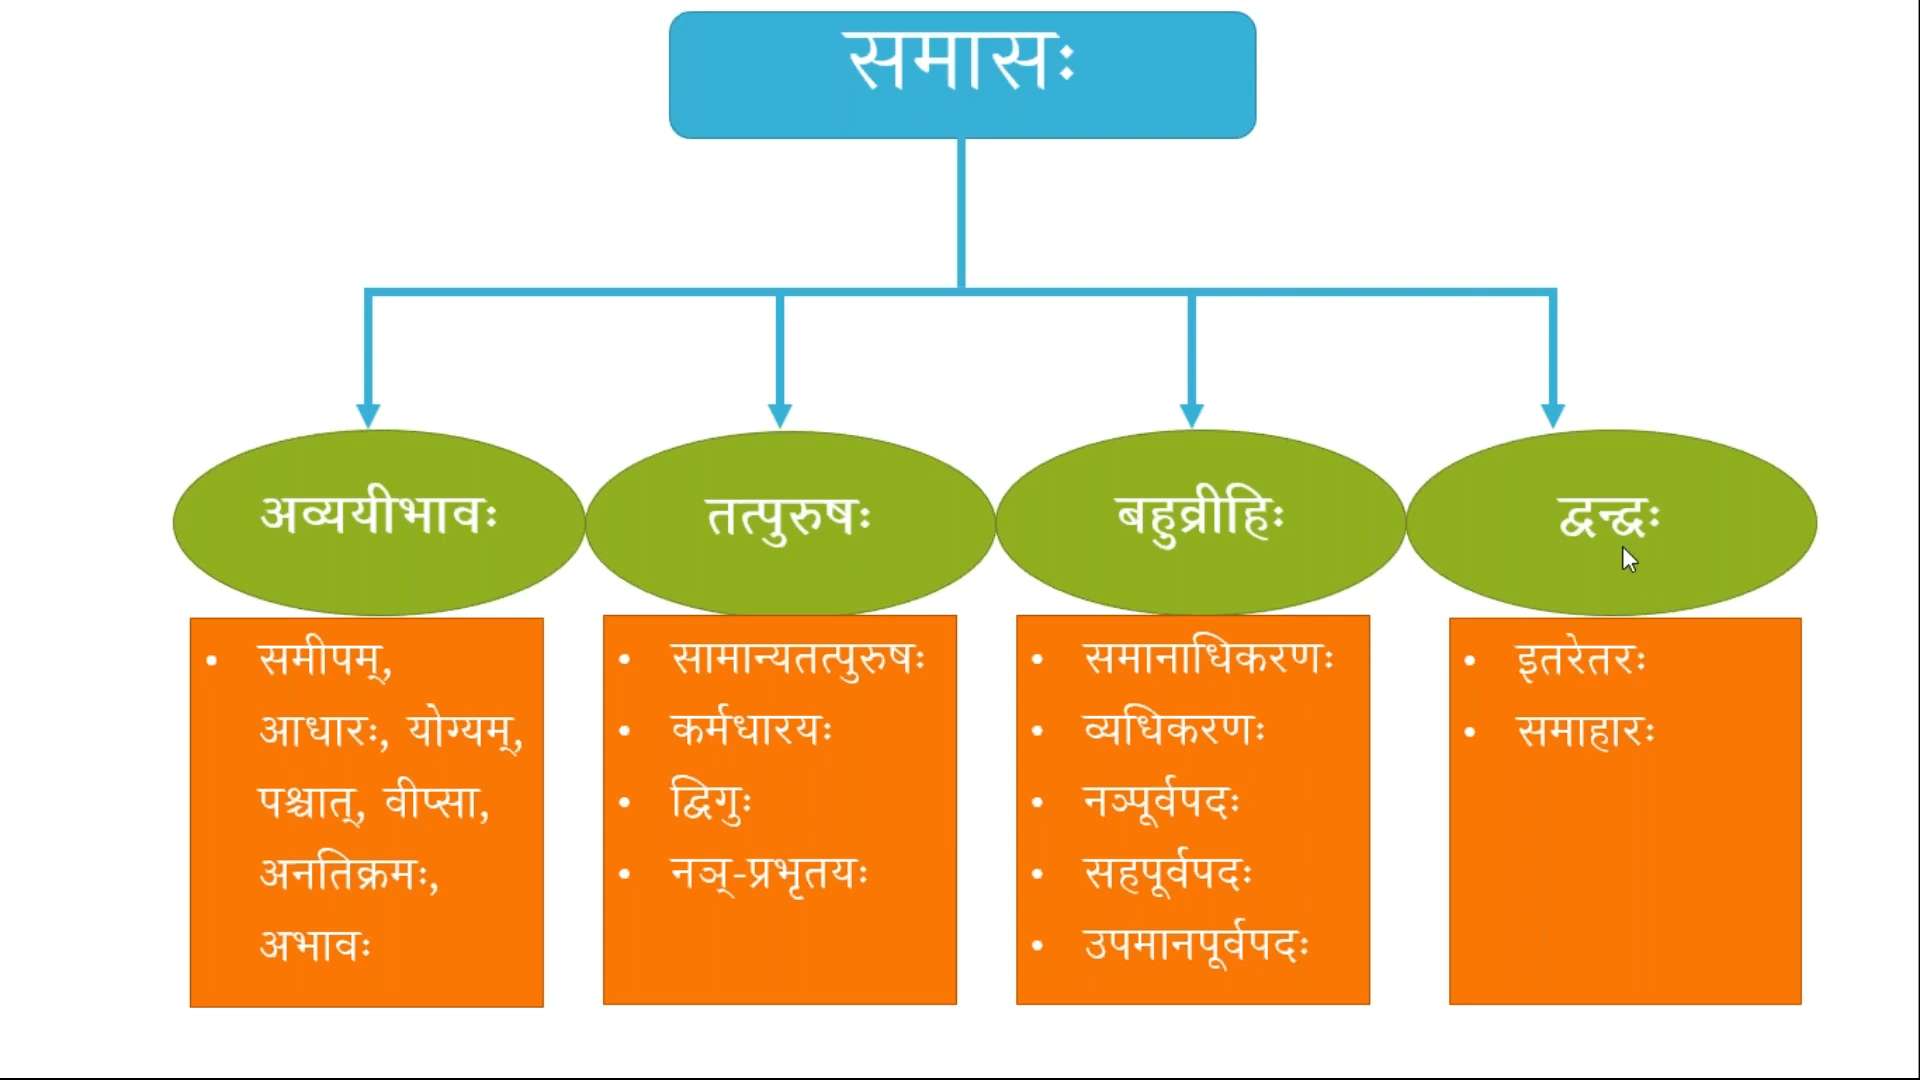 समासः
अव्ययीभावः
तत्पुरुषः
बहुव्रीहिः
द्वन्द्वः
• समीपम्,
आधारः, योग्यम्,
पश्चात्, वीप्सा,
अनतिक्रमः,
अभावः
• सामान्यतत्पुरुषः
• कर्मधारयः
• द्विगुः
• नञ्-प्रभृतयः
• समानाधिकरणः
• व्यधिकरणः
• नञ्पूर्वपदः
• सहपूर्वपदः
• उपमानपूर्वपदः
• इतरेतरः
• समाहारः